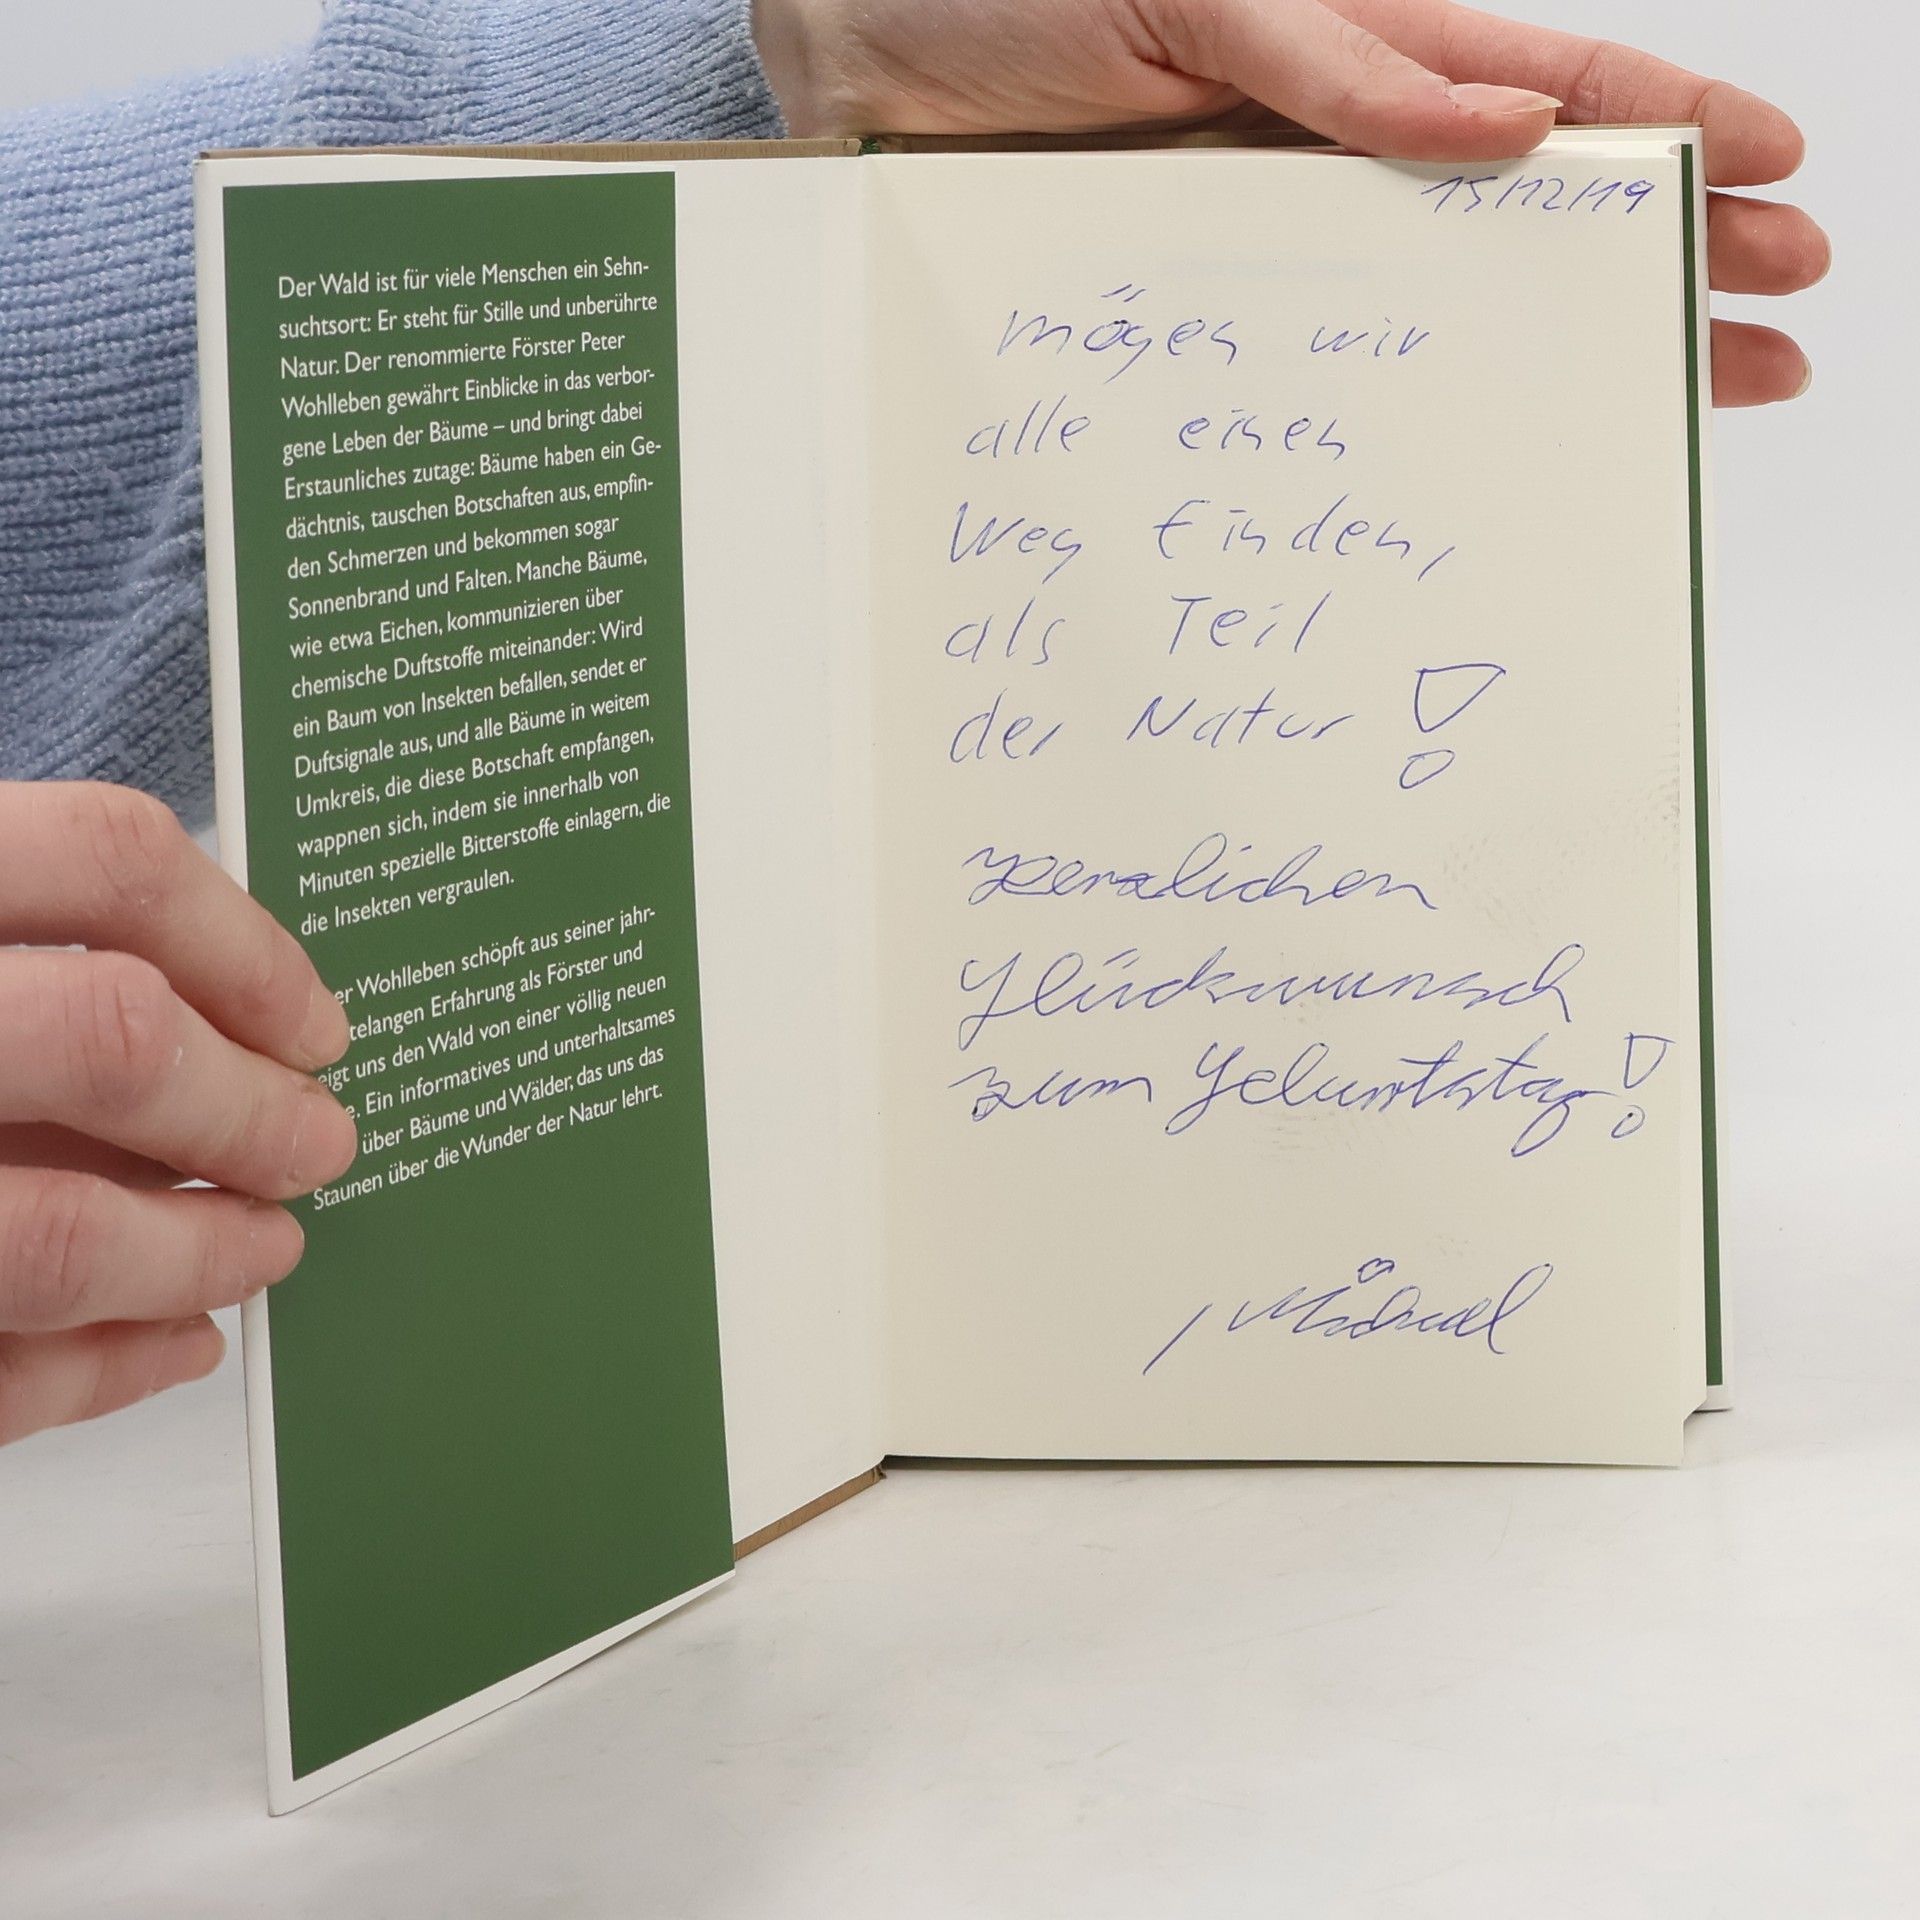 Der Wald ist für viele Menschen ein Sehn-
suchtsort: Er steht für Stille und unberührte
Natur. Der renommierte Förster Peter
Wohlleben gewährt Einblicke in das verbor-
gene Leben der Bäume – und bringt dabei
Erstaunliches zutage: Bäume haben ein Ge-
dächtnis, tauschen Botschaften aus, empfin-
den Schmerzen und bekommen sogar
Sonnenbrand und Falten. Manche Bäume,
wie etwa Eichen, kommunizieren über
chemische Duftstoffe miteinander: Wird
ein Baum von Insekten befallen, sendet er
Duftsignale aus, und alle Bäume in weitem
Umkreis, die diese Botschaft empfangen,
wappnen sich, indem sie innerhalb von
Minuten spezielle Bitterstoffe einlagern, die
die Insekten vergraulen.
er Wohlleben schöpft aus seiner jahr-
telangen Erfahrung als Förster und
eigt uns den Wald von einer völlig neuen
e. Ein informatives und unterhaltsames
über Bäume und Wälder, das uns das
Staunen über die Wunder der Natur lehrt.
15/12/19
mögen wir
alle einen
Weg finden,
als Teil
der Natur!
Herzlichen
Glückwunsch
zum Geburtstag!
, Michael